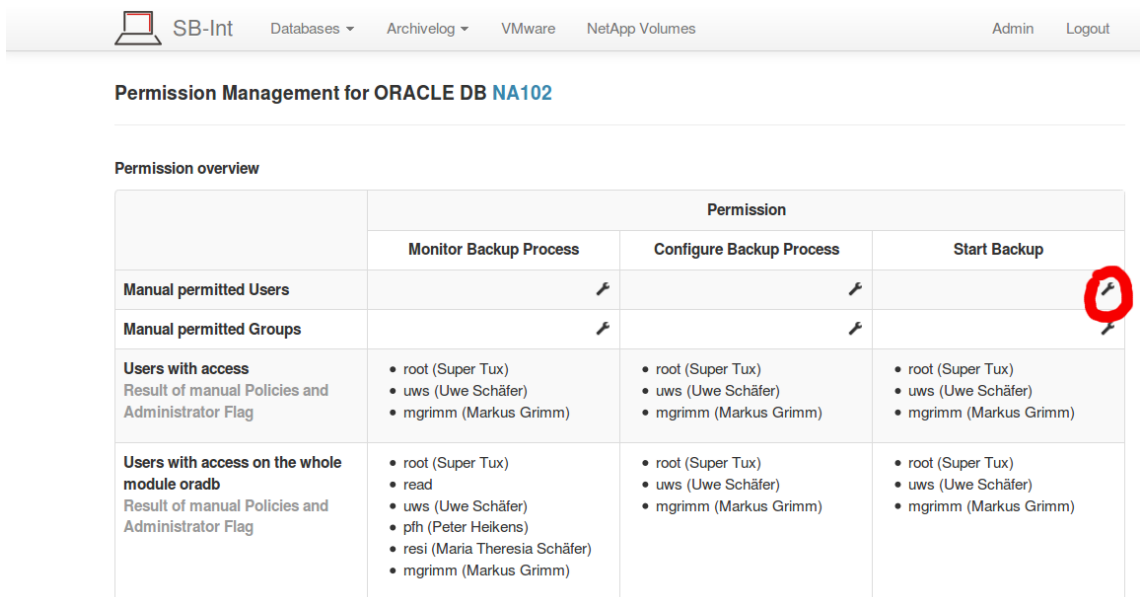 SB-Int Databases Archivelog VMware NetApp Volumes Admin Logout
Permission Management for ORACLE DB NA102
Permission overview
Permission
Monitor Backup Process Configure Backup Process Start Backup
Manual permitted Users
Manual permitted Groups
Users with access
Result of manual Policies and
Administrator Flag
• root (Super Tux)
• uws (Uwe Schäfer)
• mgrimm (Markus Grimm)
• root (Super Tux)
• uws (Uwe Schäfer)
• mgrimm (Markus Grimm)
• root (Super Tux)
• uws (Uwe Schäfer)
• mgrimm (Markus Grimm)
Users with access on the whole
module oradb
Result of manual Policies and
Administrator Flag
• root (Super Tux)
• read
• uws (Uwe Schäfer)
• pfh (Peter Heikens)
• resi (Maria Theresia Schäfer)
• mgrimm (Markus Grimm)
• root (Super Tux)
• uws (Uwe Schäfer)
• mgrimm (Markus Grimm)
• root (Super Tux)
• uws (Uwe Schäfer)
• mgrimm (Markus Grimm)